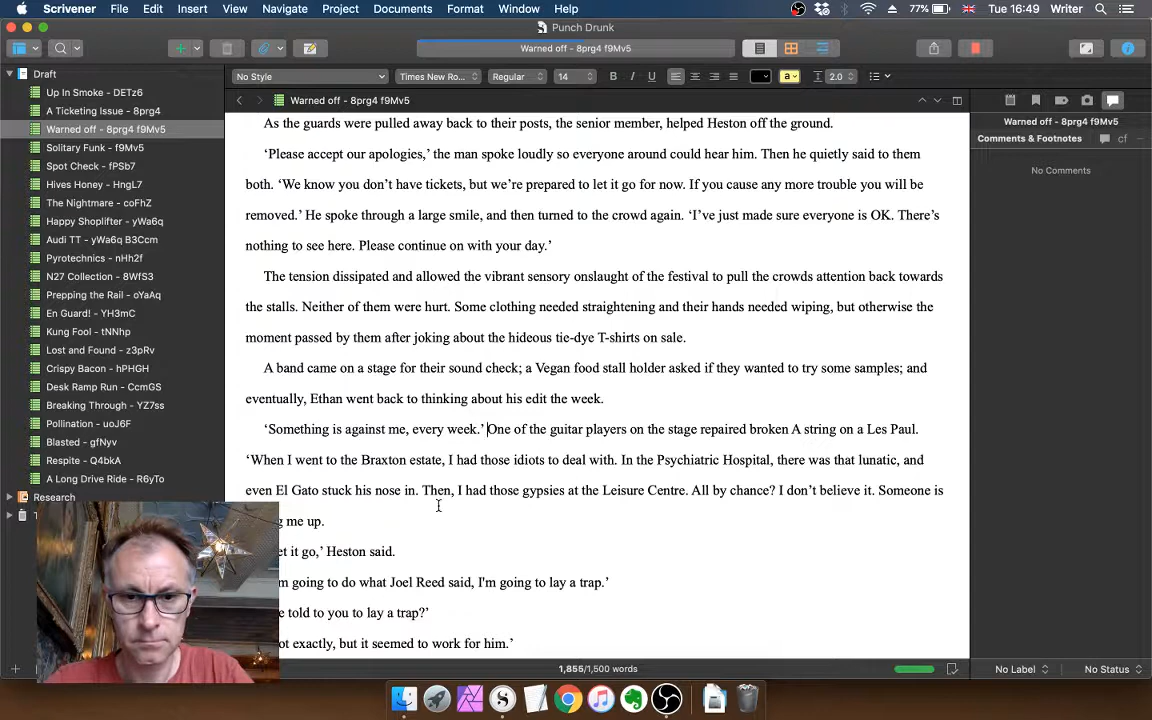 Scrivener File Edit Insert View Navigate Project Documents Format Window Help 77% Tue 16:49 Writer
Punch Drunk
Warned off - 8prg4 f9Mv5
No Style Times New Ro... Regular 14 B I U a 2.0
Warned off - 8prg4 f9Mv5
Draft
Up In Smoke - DETz6
A Ticketing Issue - 8prg4
Warned off - 8prg4 f9Mv5
Solitary Funk - f9Mv5
Spot Check - fPSb7
Hives Honey - HngL7
The Nightmare - coFhZ
Happy Shoplifter - yWa6q
Audi TT - yWa6q B3Ccm
Pyrotechnics - nHh2f
N27 Collection - 8WfS3
Prepping the Rail - oYaAq
En Guard! - YH3mC
Kung Fool - tNNhp
Lost and Found - z3pRv
Crispy Bacon - hPHGH
Desk Ramp Run - CcmGS
Breaking Through - YZ7ss
Pollination - uoJ6F
Blasted - gfNyv
Respite - Q4bkA
A Long Drive Ride - R6yTo
Research
As the guards were pulled away back to their posts, the senior member, helped Heston off the ground.
‘Please accept our apologies,’ the man spoke loudly so everyone around could hear him. Then he quietly said to them
both. ‘We know you don’t have tickets, but we’re prepared to let it go for now. If you cause any more trouble you will be
removed.’ He spoke through a large smile, and then turned to the crowd again. ‘I’ve just made sure everyone is OK. There’s
nothing to see here. Please continue on with your day.’
The tension dissipated and allowed the vibrant sensory onslaught of the festival to pull the crowds attention back towards
the stalls. Neither of them were hurt. Some clothing needed straightening and their hands needed wiping, but otherwise the
moment passed by them after joking about the hideous tie-dye T-shirts on sale.
A band came on a stage for their sound check; a Vegan food stall holder asked if they wanted to try some samples; and
eventually, Ethan went back to thinking about his edit the week.
‘Something is against me, every week.’ One of the guitar players on the stage repaired broken A string on a Les Paul.
‘When I went to the Braxton estate, I had those idiots to deal with. In the Psychiatric Hospital, there was that lunatic, and
even El Gato stuck his nose in. Then, I had those gypsies at the Leisure Centre. All by chance? I don’t believe it. Someone is
me up.
it go,’ Heston said.
going to do what Joel Reed said, I'm going to lay a trap.’
told to you to lay a trap?’
exactly, but it seemed to work for him.’
1,855/1,500 words
Warned off - 8prg4 f9Mv5
Comments & Footnotes cf
No Comments
No Label No Status